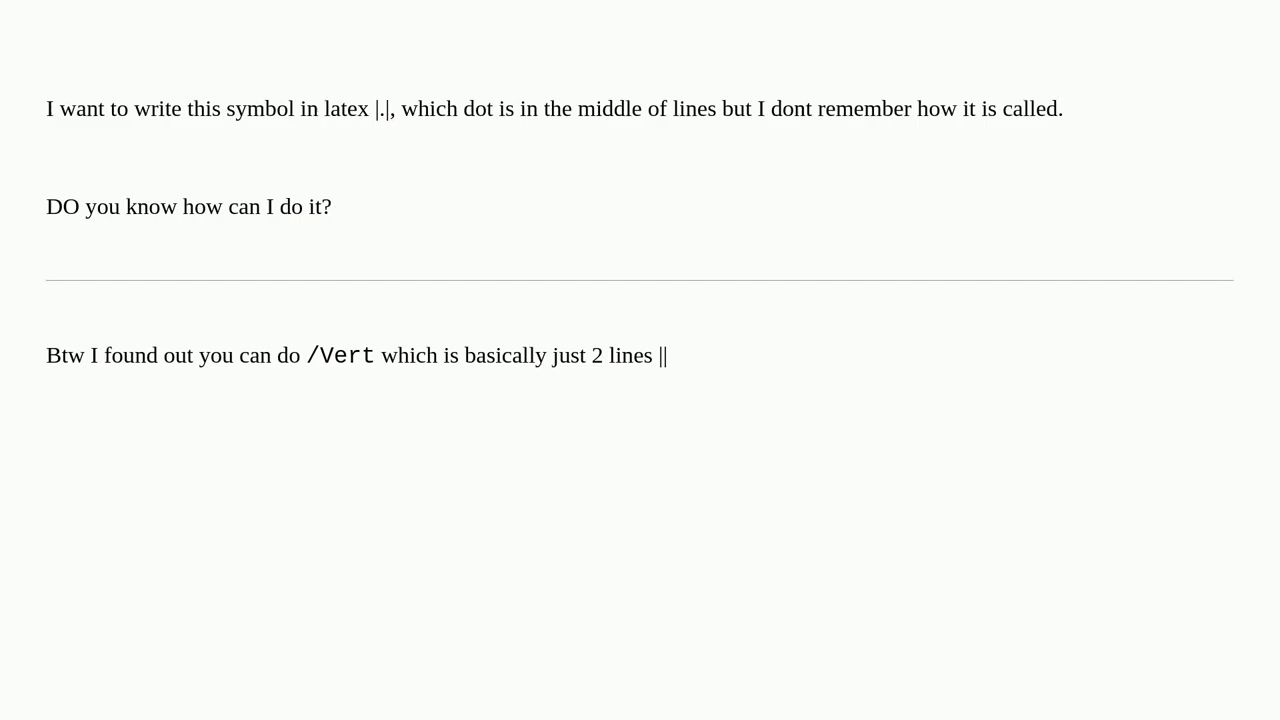 I want to write this symbol in latex |.|, which dot is in the middle of lines but I dont remember how it is called.
DO you know how can I do it?
Btw I found out you can do /Vert which is basically just 2 lines ||